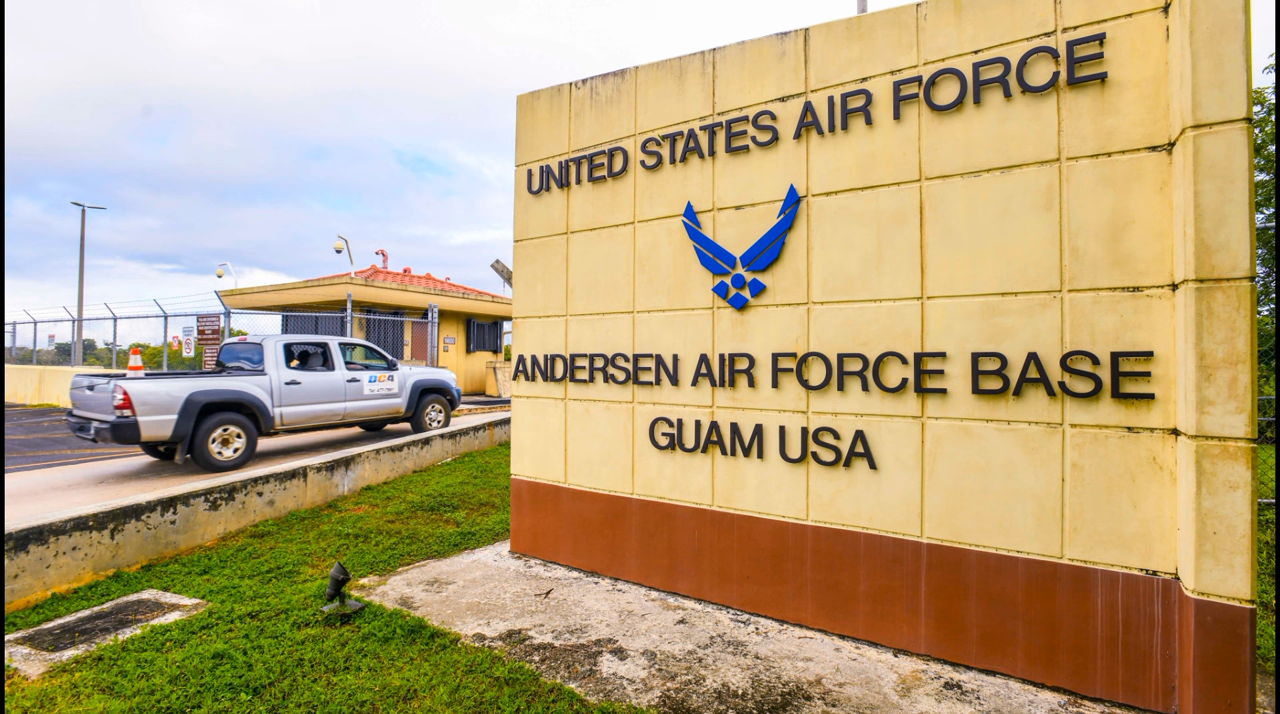 UNITED STATES AIR FORCE
ANDERSEN AIR FORCE BASE
GUAM USA